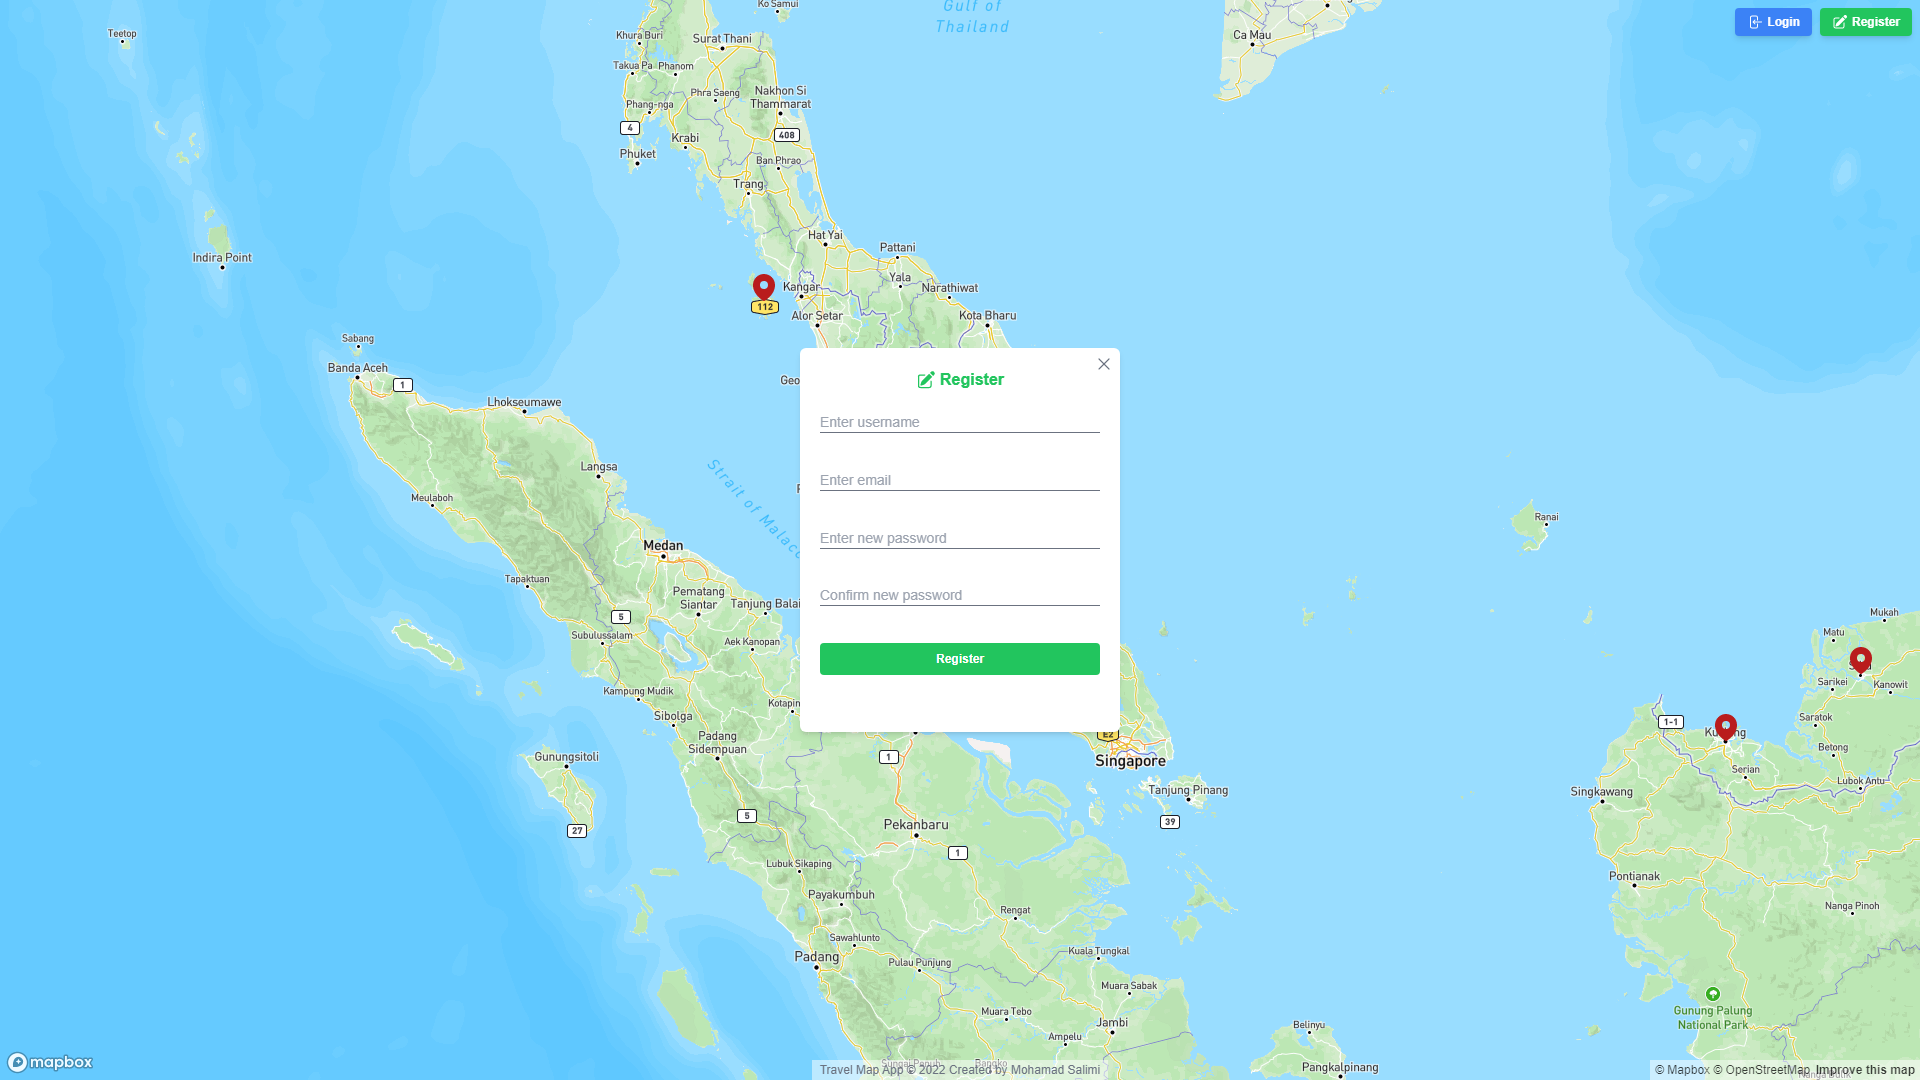 Ko Samui
Gulf of
Thailand
Login
Register
Teetop
Khura Buri
Surat Thani
Ca Mau
Takua Pa
Phanom
Phra Saeng
Nakhon Si
Thammarat
Phang-nga
4
408
Krabi
Phuket
Ban Phrao
Trang
Hat Yai
Pattani
Indira Point
Yala
Kangar
Narathiwat
112
Alor Setar
Kota Bharu
Sabang
Banda Aceh
1
Geo
Register
Lhokseumawe
Enter username
Langsa
Strait of Malacc
Enter email
Meulaboh
Ranai
Enter new password
Medan
Tapaktuan
Pematang
Siantar
Tanjung Balai
Confirm new password
5
Subulussalam
Aek Kanopan
Mukah
Matu
Register
Sarikei
Kanowit
Kampung Mudik
Kotapin
Sibolga
Saratok
1-1
Padang
Sidempuan
E2
Serian
Betong
Gunungsitoli
1
Singapore
Lubok Antu
Tanjung Pinang
Singkawang
5
39
27
Pekanbaru
1
Lubuk Sikaping
Payakumbuh
Pontianak
Rengat
Nanga Pinoh
Sawahlunto
Padang
Pulau Punjung
Kuala Tungkal
Muara Sabak
Muara Tebo
Gunung Palung
National Park
Jambi
Belinyu
Ampelu
mapbox
Sungai Penuh
Bangko
Pangkalpinang
Travel Map App © 2022 Created by Mohamad Salimi
© Mapbox © OpenStreetMap Improve this map